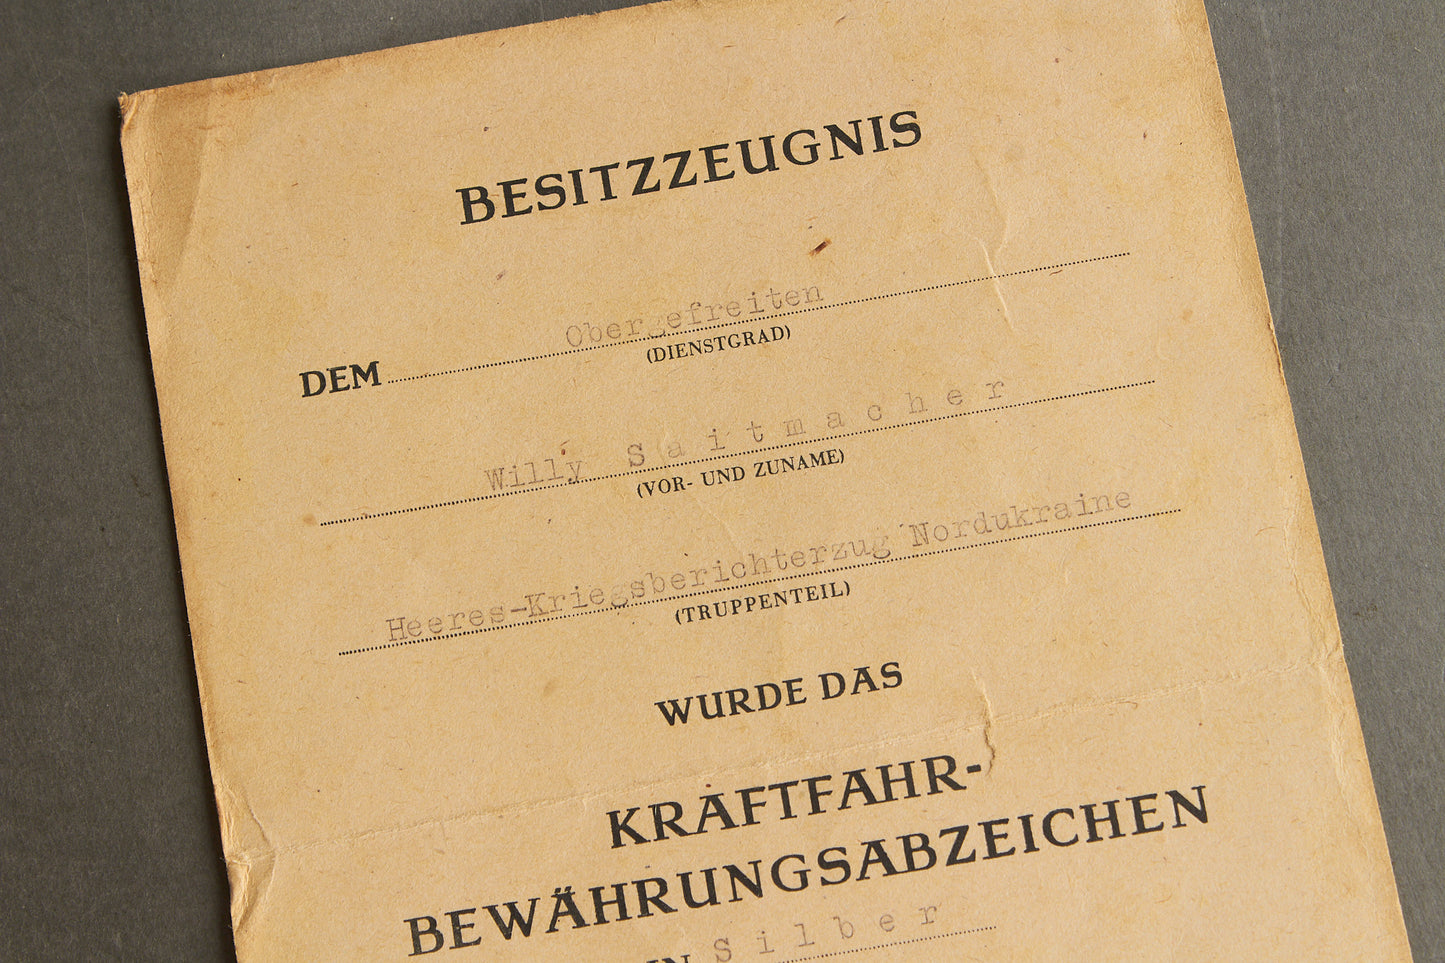 BESITZZEUGNIS
DEM Obergefreiten
(DIENSTGRAD)
Willy Saitmacher
(VOR- UND ZUNAME)
Heeres-Kriegsberichterzug Nordukraine
(TRUPPENTEIL)
WURDE DAS
KRAFTFAHR-
BEWÄHRUNGSABZEICHEN
IN Silber